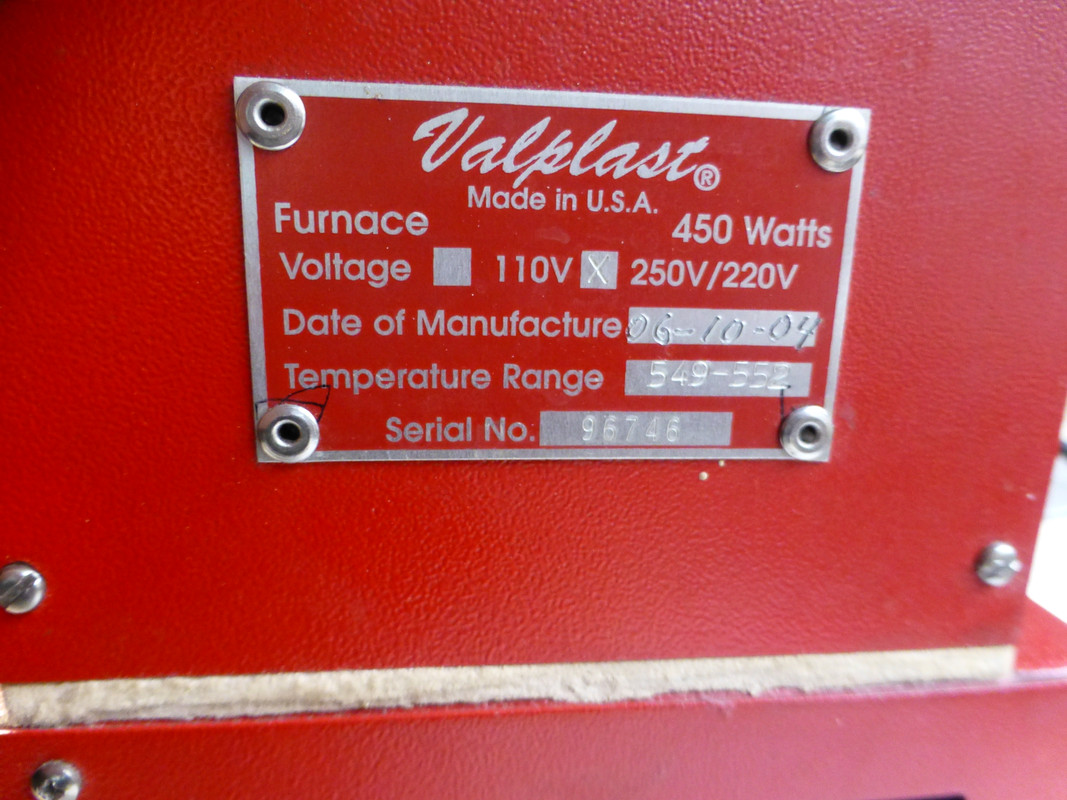 Valplast®
Made in U.S.A.
Furnace 450 Watts
Voltage 110V X 250V/220V
Date of Manufacture 06-10-04
Temperature Range 549-552
Serial No. 96746